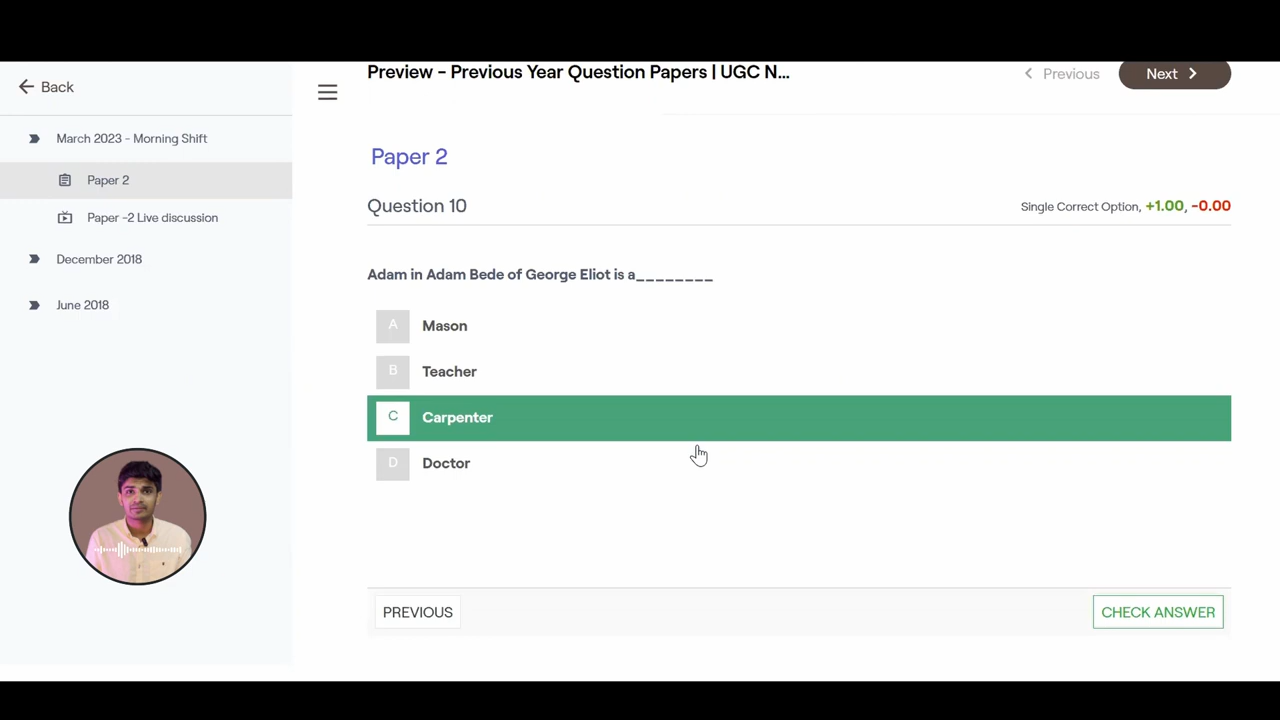 Back
March 2023 - Morning Shift
Paper 2
Paper -2 Live discussion
December 2018
June 2018
Preview - Previous Year Question Papers | UGC N...
Previous
Next
Paper 2
Question 10
Single Correct Option, +1.00, -0.00
Adam in Adam Bede of George Eliot is a________
A Mason
B Teacher
C Carpenter
D Doctor
PREVIOUS
CHECK ANSWER